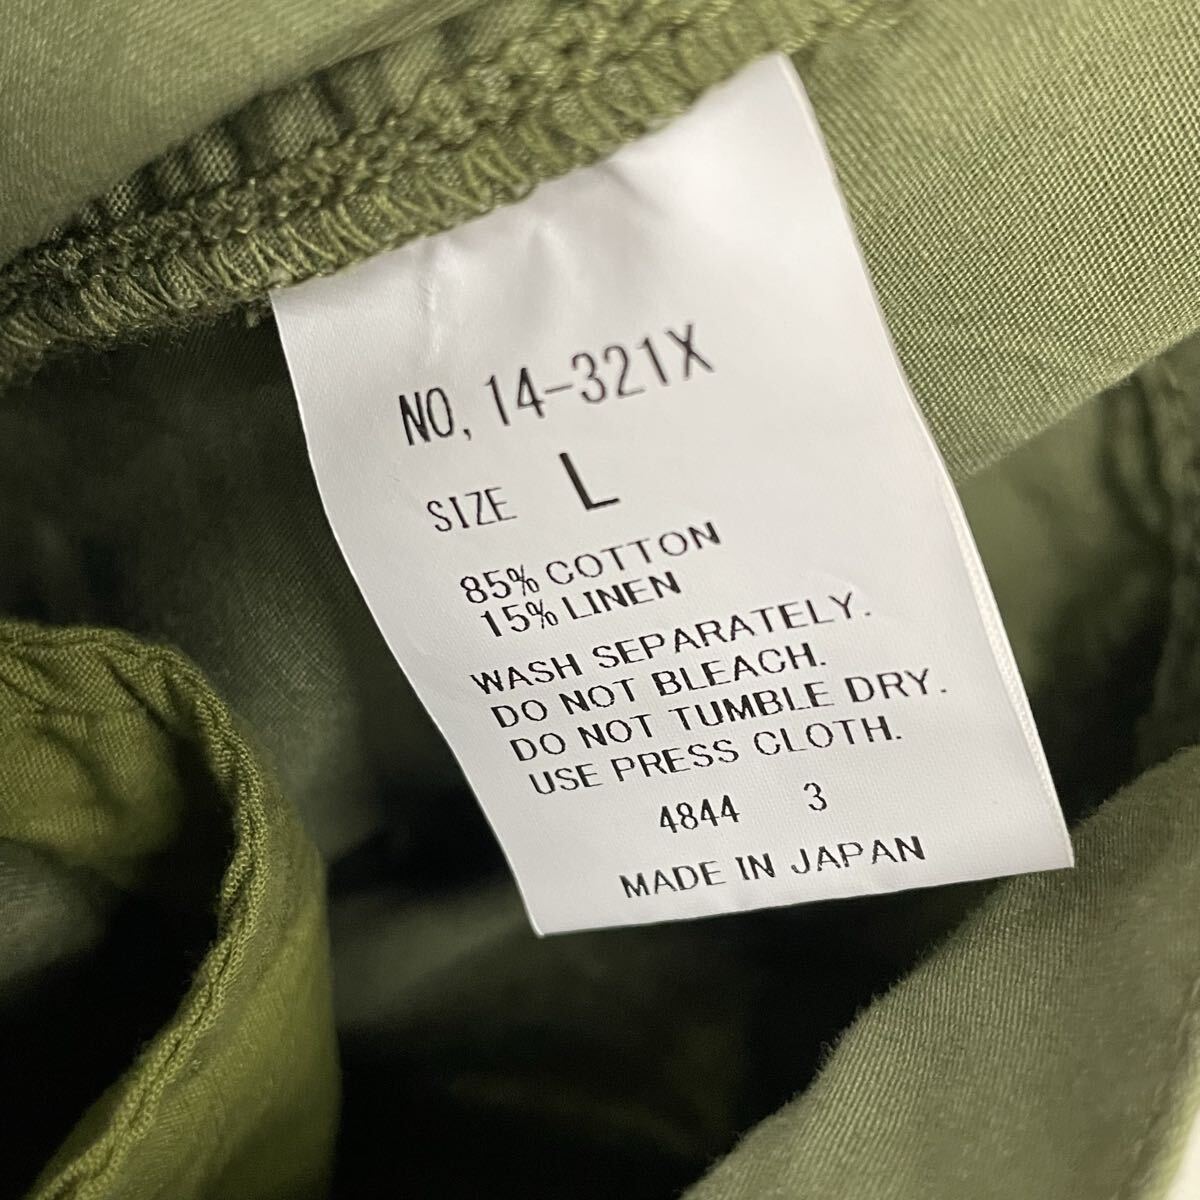 NO, 14-321X
SIZE L
85% COTTON
15% LINEN
WASH SEPARATELY.
DO NOT BLEACH.
DO NOT TUMBLE DRY.
USE PRESS CLOTH.
4844 3
MADE IN JAPAN